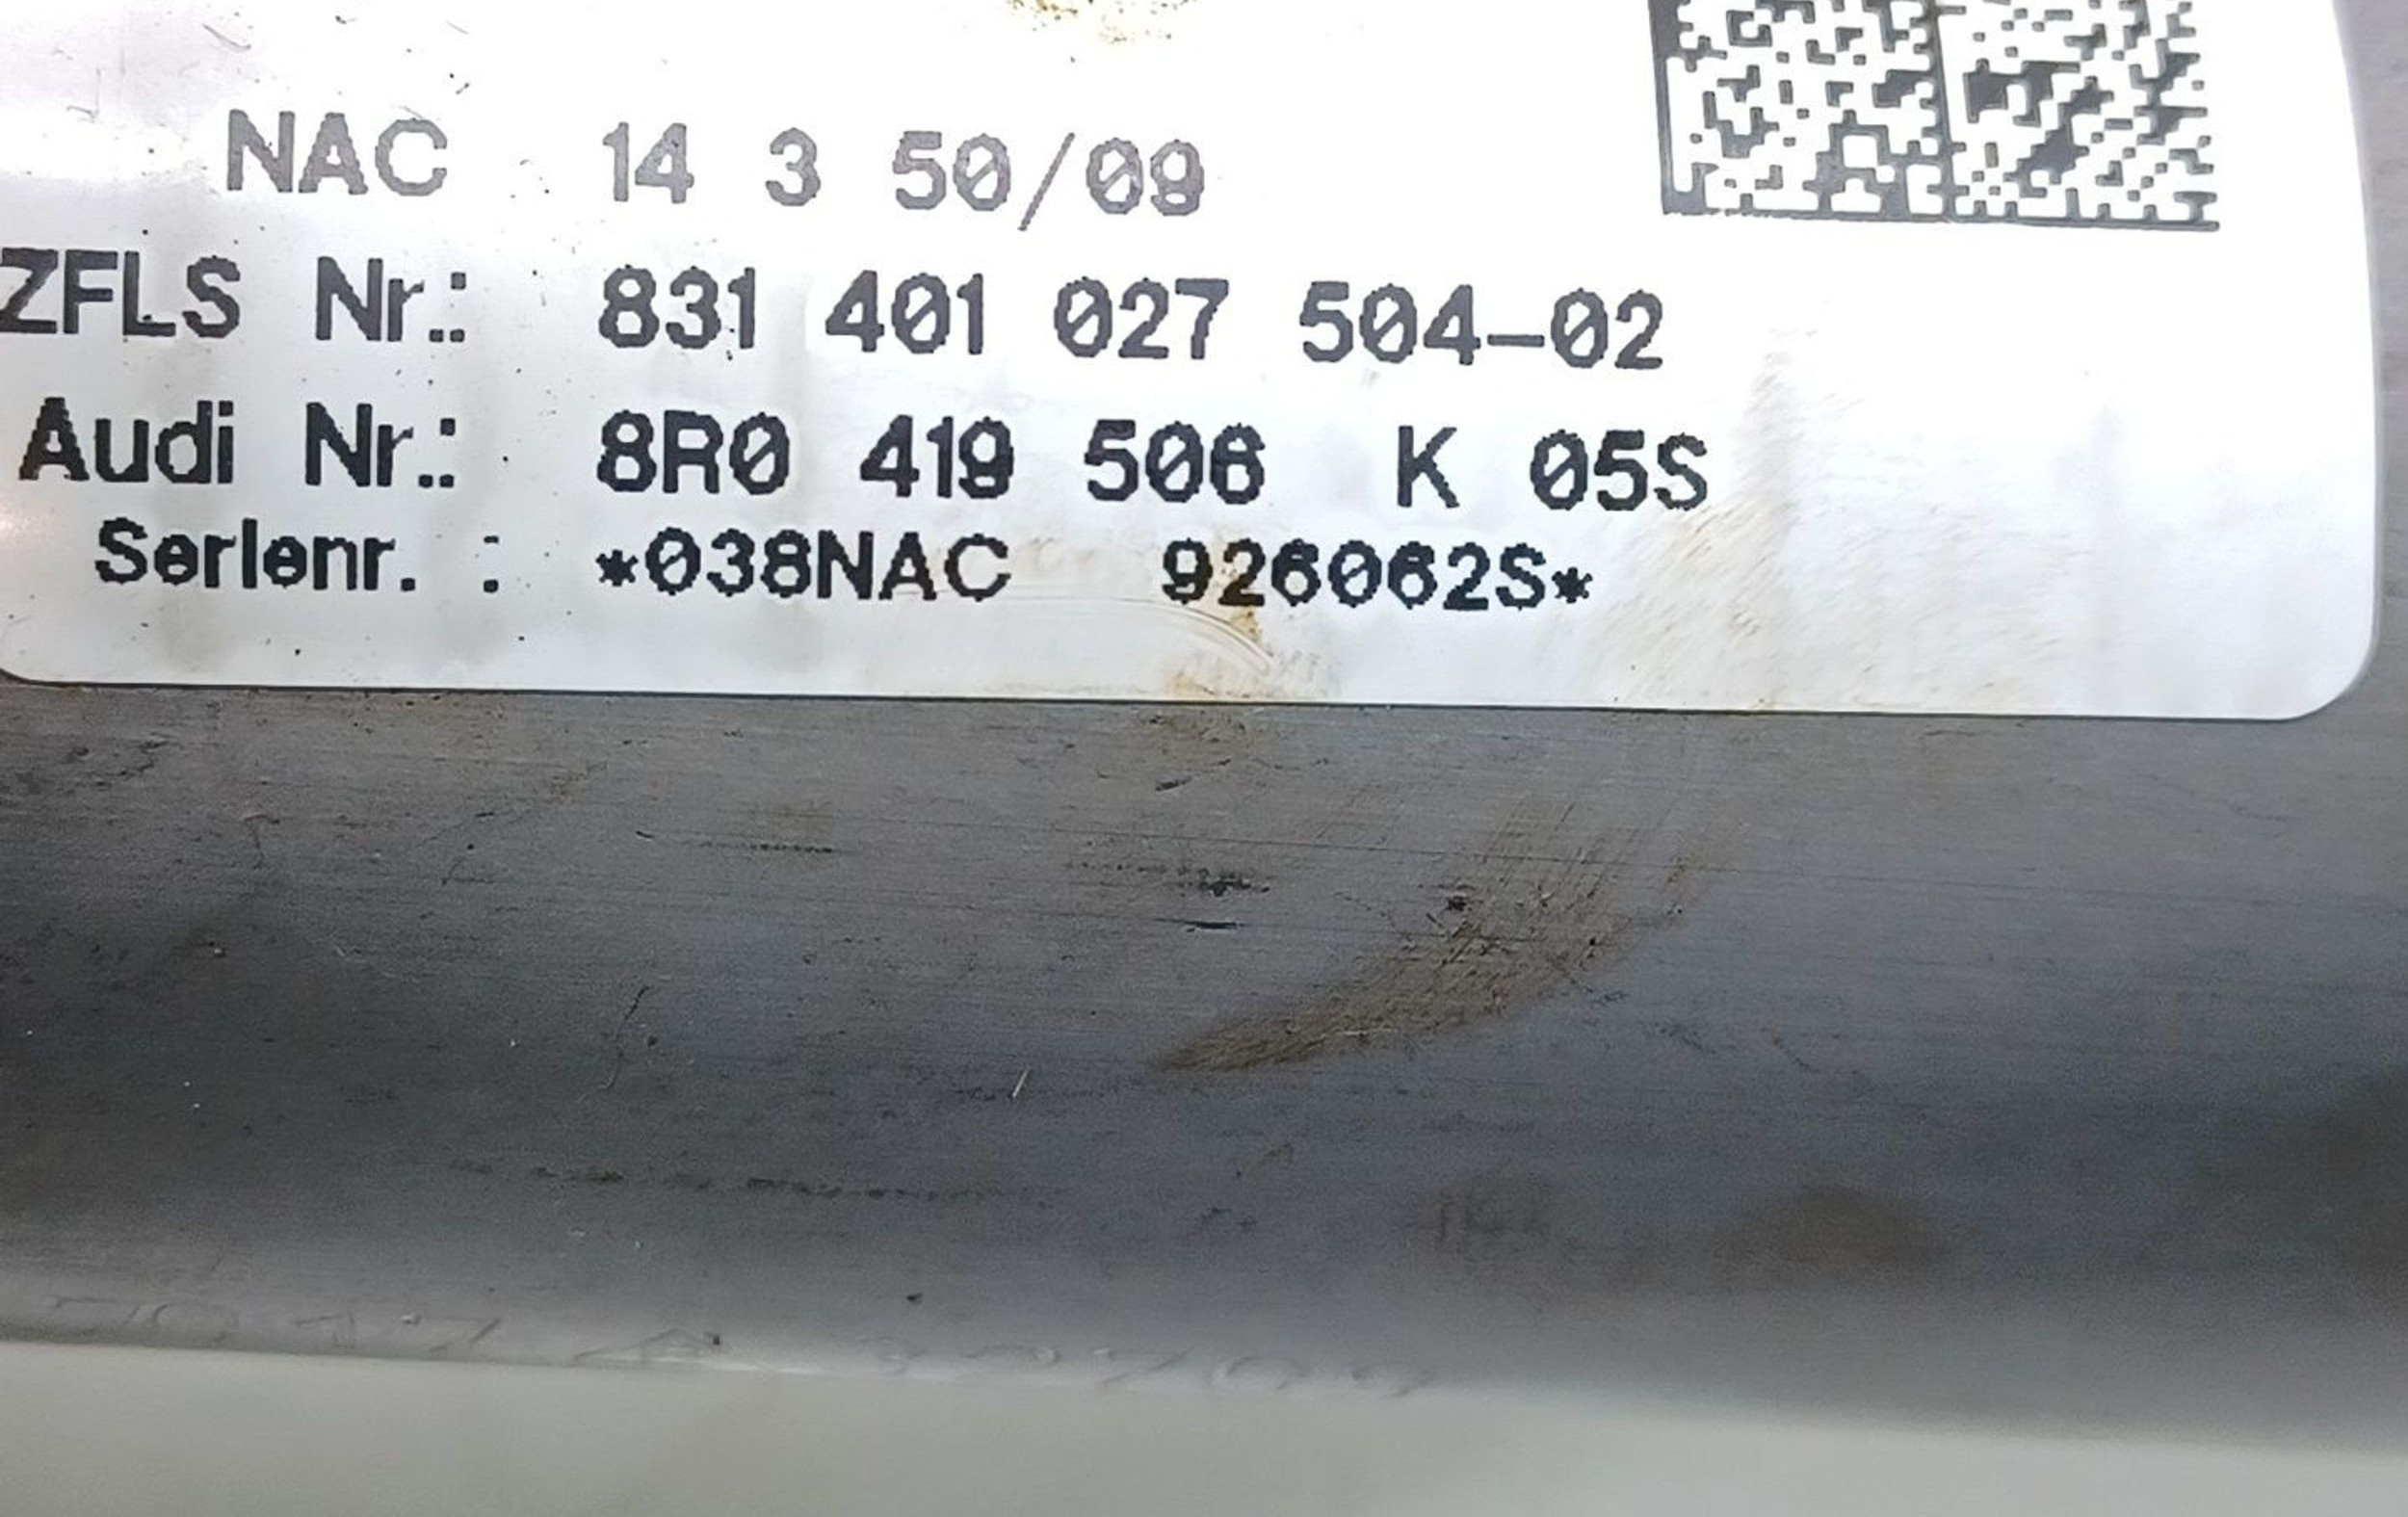 NAC 14 3 50/09
ZFLS Nr.: 831 401 027 504-02
Audi Nr.: 8R0 419 506 K 05S
Serienr. : *038NAC 926062S*